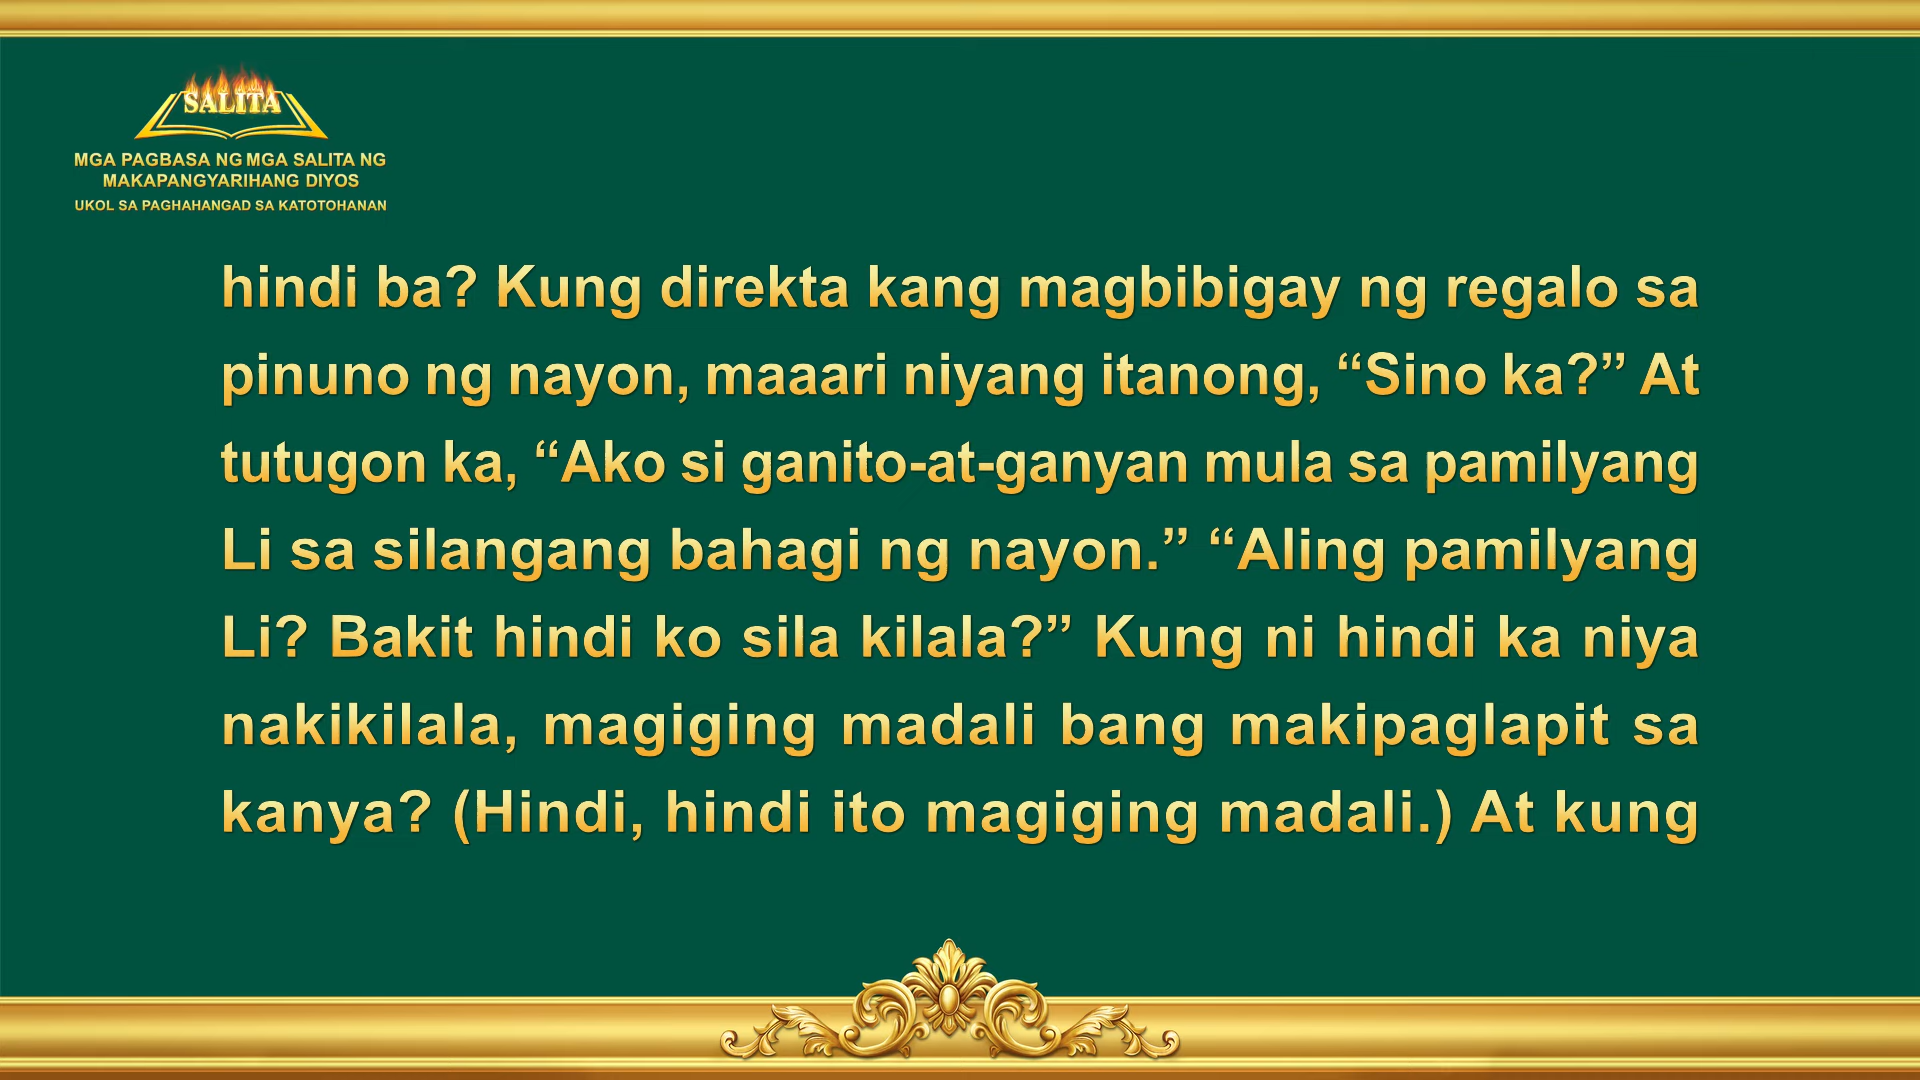 SALITA
MGA PAGBASA NG MGA SALITA NG
MAKAPANGYARIHANG DIYOS
UKOL SA PAGHAHANGAD SA KATOTOHANAN
hindi ba? Kung direkta kang magbibigay ng regalo sa
pinuno ng nayon, maaari niyang itanong, “Sino ka?” At
tutugon ka, “Ako si ganito-at-ganyan mula sa pamilyang
Li sa silangang bahagi ng nayon.” “Aling pamilyang
Li? Bakit hindi ko sila kilala?” Kung ni hindi ka niya
nakikilala, magiging madali bang makipaglapit sa
kanya? (Hindi, hindi ito magiging madali.) At kung